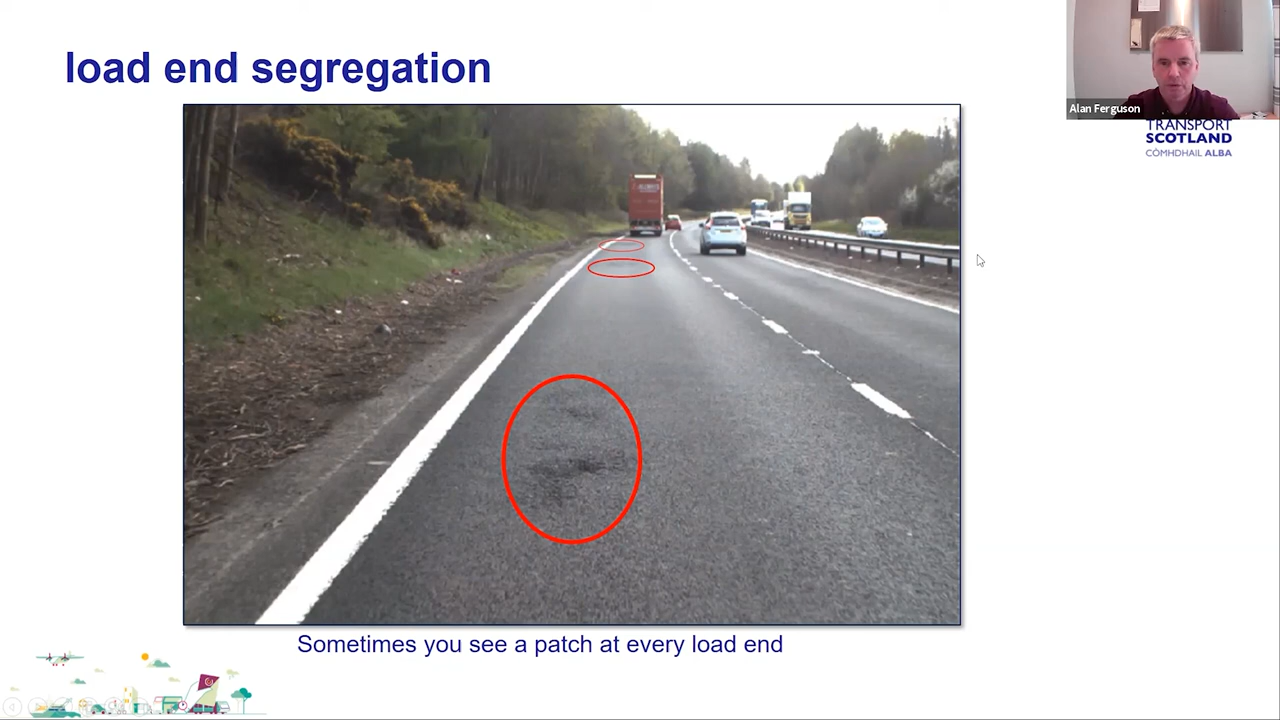 load end segregation
Alan Ferguson
TRANSPORT
SCOTLAND
CÒMHDHAIL ALBA
Sometimes you see a patch at every load end